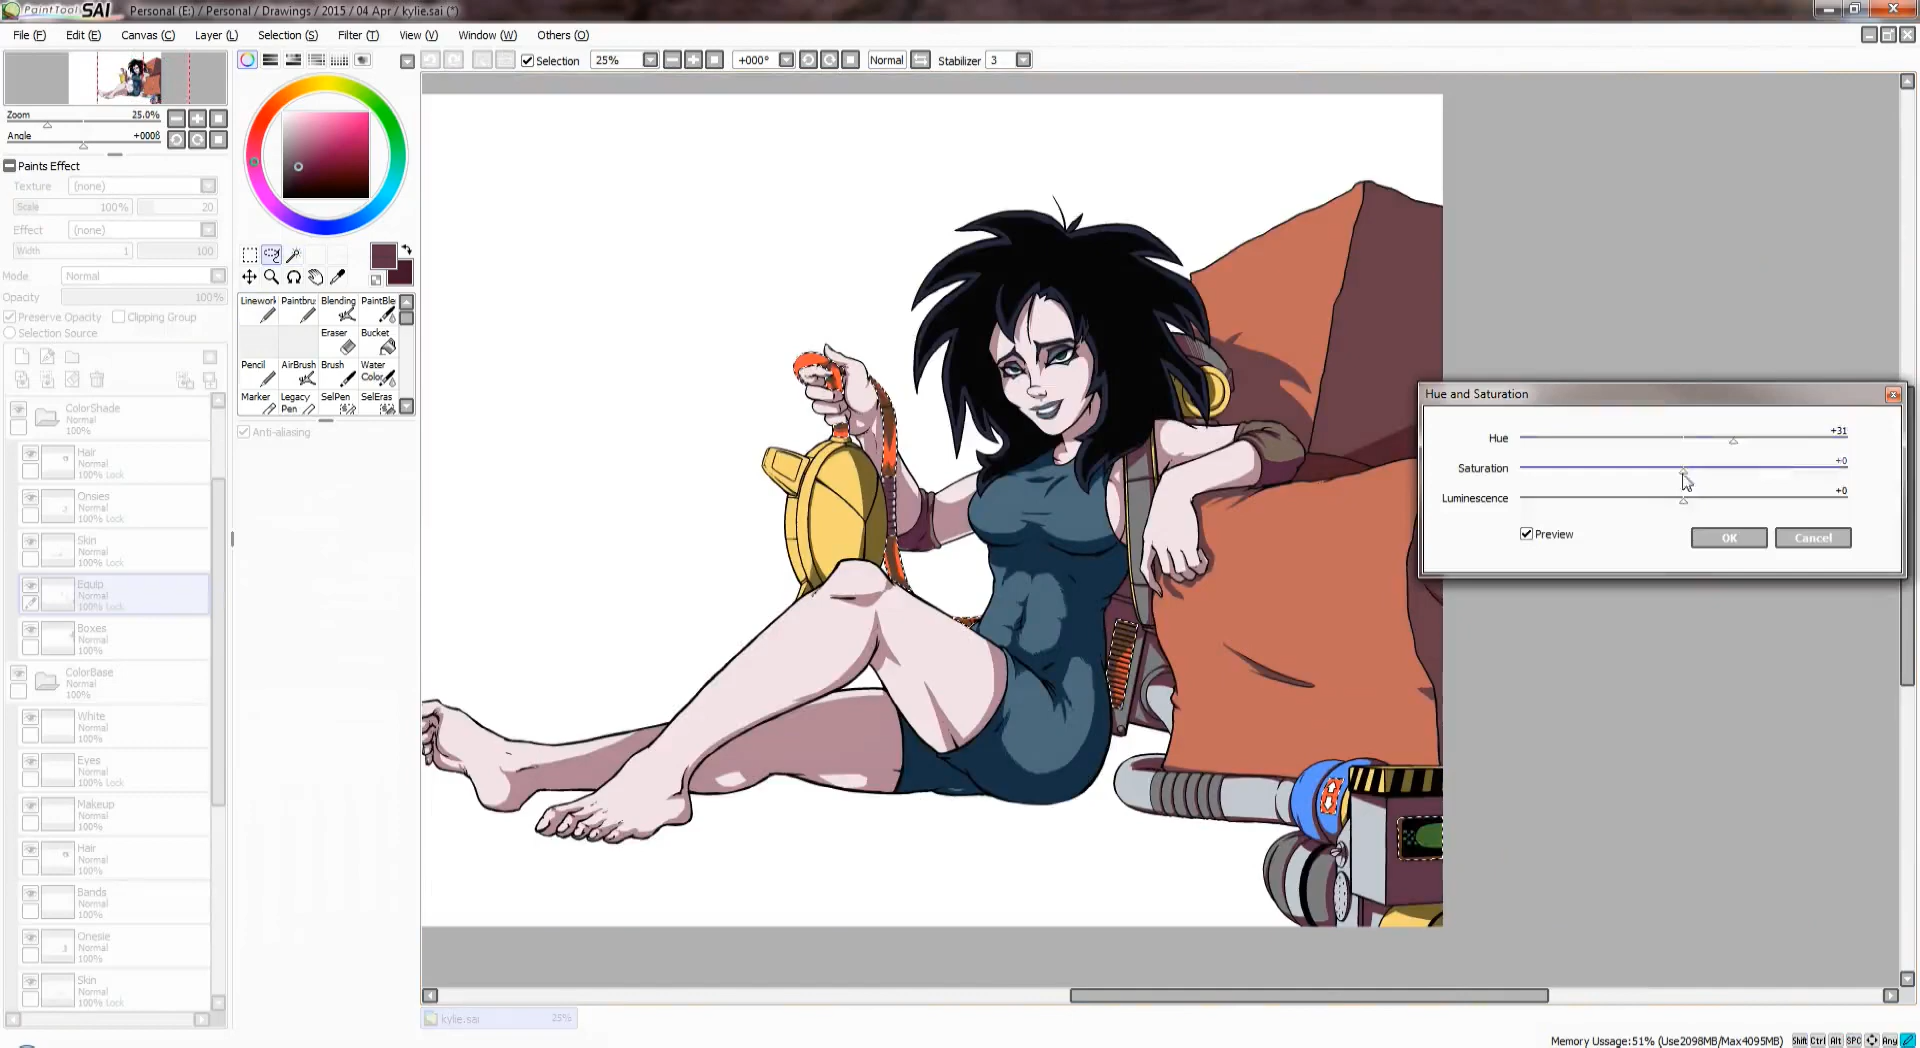 PaintTool SAI Personal (E:) / Personal / Drawings / 2015 / 04 Apr / kylie.sai (*)
File (F) Edit (E) Canvas (C) Layer (L) Selection (S) Filter (T) View (V) Window (W) Others (O)
Selection 25% +000° Normal Stabilizer 3
Zoom 25.0%
Angle +000ß
Paints Effect
Texture (none)
Scale 100% 20
Effect (none)
Width 1 100
Mode Normal
Opacity 100%
Preserve Opacity Clipping Group
Selection Source
ColorShade
Normal
100%
Hair
Normal
100% Lock
Onsies
Normal
100% Lock
Skin
Normal
100% Lock
Equip
Normal
100% Lock
Boxes
Normal
100%
ColorBase
Normal
100%
White
Normal
100%
Eyes
Normal
100% Lock
Makeup
Normal
100%
Hair
Normal
100%
Bands
Normal
100%
Onesie
Normal
100% Lock
Skin
Normal
100% Lock
Linework Paintbru Blending PaintBle
Eraser Bucket
Pencil AirBrush Brush Water Color
Marker Legacy Pen SelPen SelEras
Anti-aliasing
Hue and Saturation
Hue +31
Saturation +0
Luminescence +0
Preview OK Cancel
kylie.sai 25%
Memory Ussage:51% (Use2098MB/Max4095MB) Shift Ctrl Alt SPC Any